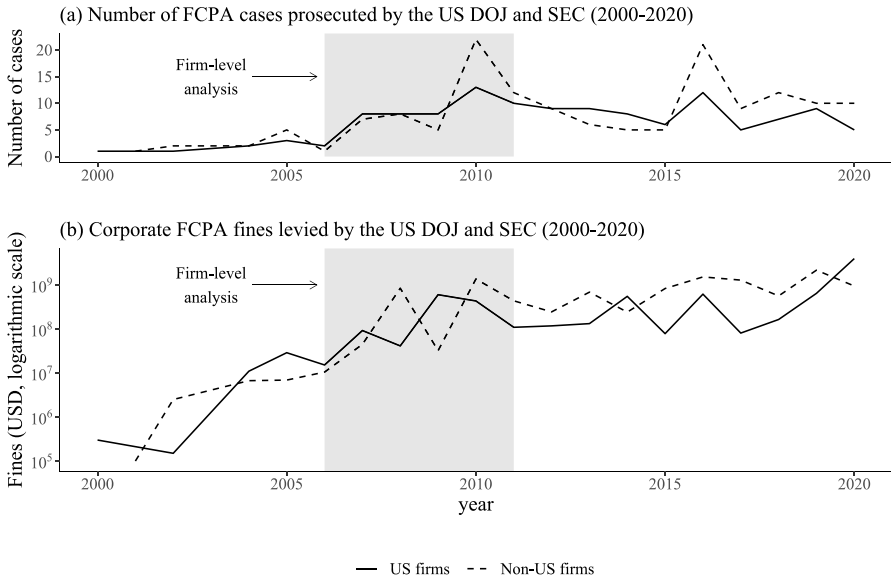 (a) Number of FCPA cases prosecuted by the US DOJ and SEC (2000-2020)
Number of cases
20
15
10
5
0
Firm-level
analysis
2000
2005
2010
2015
2020
(b) Corporate FCPA fines levied by the US DOJ and SEC (2000-2020)
Fines (USD, logarithmic scale)
10⁹
10⁸
10⁷
10⁶
10⁵
Firm-level
analysis
2000
2005
2010
2015
2020
year
US firms
Non-US firms